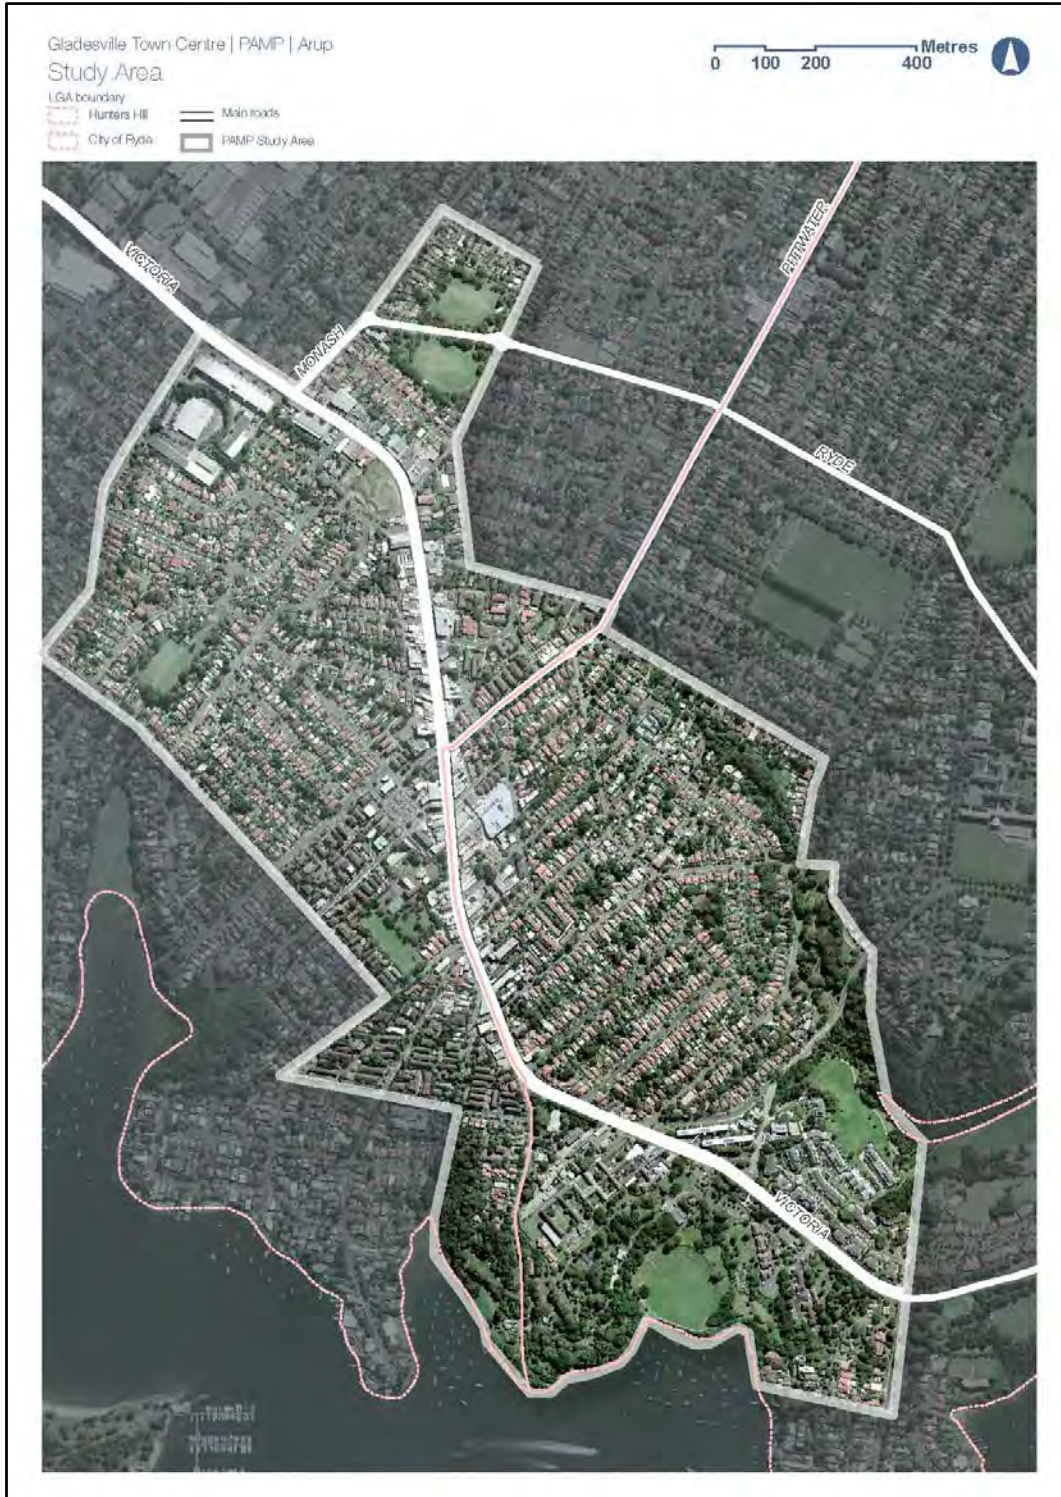 Gladesville Town Centre | PAMP | Arup
Study Area
LGA boundary
Hunters Hill
Main roads
City of Ryde
PAMP Study Area
Metres
0 100 200 400
PITTWATER
VICTORIA
MONASH
RYDE
VICTORIA